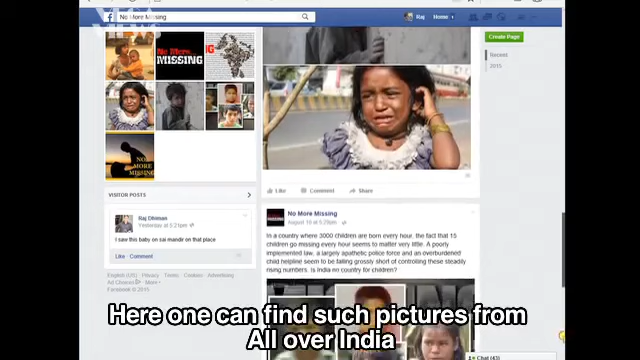 No More Missing
Raj
Home
Create Page
Recent
2015
No More
MISSING
NO
MORE
MISSING
Like
Comment
Share
VISITOR POSTS
Raj Dhiman
Yesterday at 5:21pm
I saw this baby on sai mandir on that place
Like · Comment
English (US) · Privacy · Terms · Cookies · Advertising
Ad Choices · More
Facebook © 2015
No More Missing
In a country where 3000 children are born every hour, the fact that 15
children go missing every hour seems to matter very little. A poorly
implemented law, a largely apathetic police force and an overburdened
child helpline seem to be falling grossly short of controlling these steadily
rising numbers. Is India no country for children?
Here one can find such pictures from
All over India
Chat (43)